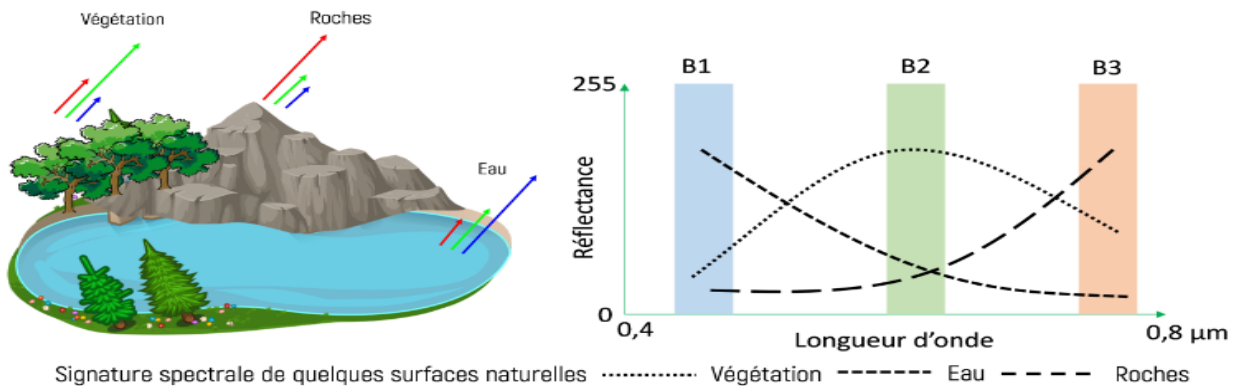 Végétation
Roches
Eau
B1 B2 B3
255
Réflectance
0
0,4
Longueur d'onde
0,8 µm
Signature spectrale de quelques surfaces naturelles Végétation Eau Roches